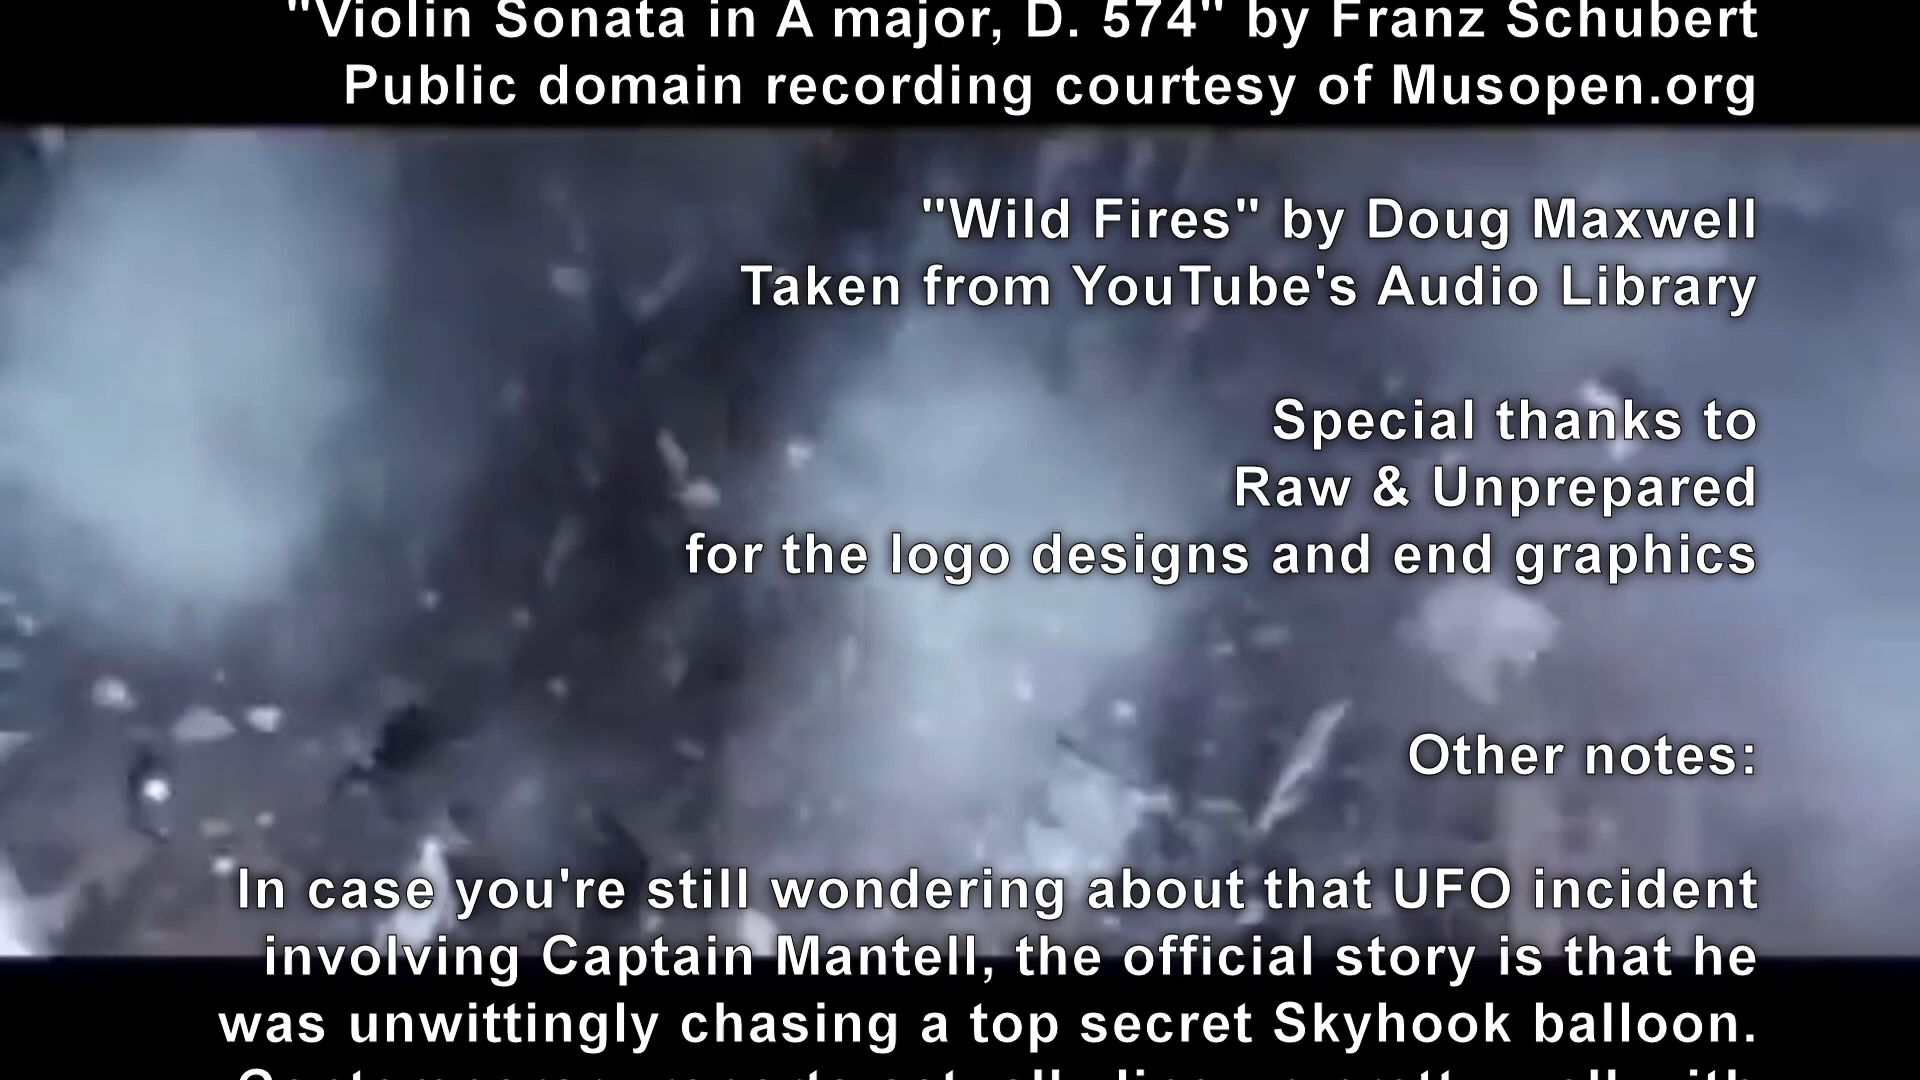 "Violin Sonata in A major, D. 574" by Franz Schubert
Public domain recording courtesy of Musopen.org
"Wild Fires" by Doug Maxwell
Taken from YouTube's Audio Library
Special thanks to
Raw & Unprepared
for the logo designs and end graphics
Other notes:
In case you're still wondering about that UFO incident
involving Captain Mantell, the official story is that he
was unwittingly chasing a top secret Skyhook balloon.